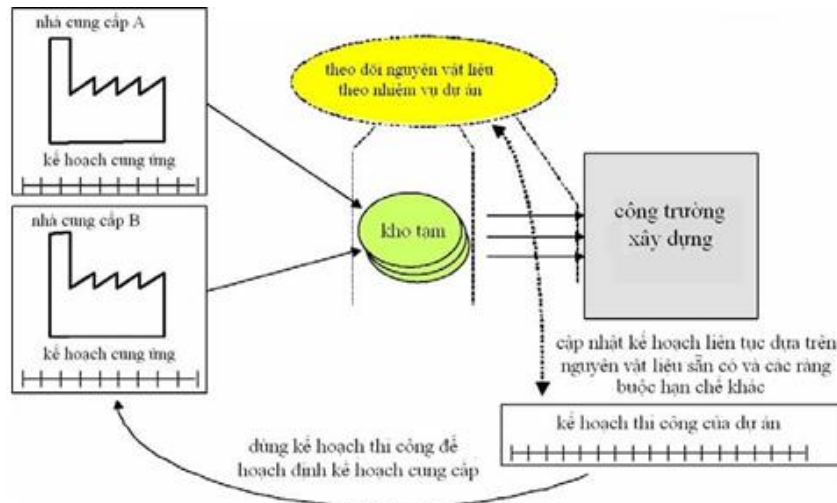 nhà cung cấp A
kế hoạch cung ứng
nhà cung cấp B
kế hoạch cung ứng
theo dõi nguyên vật liệu
theo nhiệm vụ dự án
kho tạm
công trường
xây dựng
cập nhật kế hoạch liên tục dựa trên
nguyên vật liệu sẵn có và các ràng
buộc hạn chế khác
kế hoạch thi công của dự án
dùng kế hoạch thi công để
hoạch định kế hoạch cung cấp